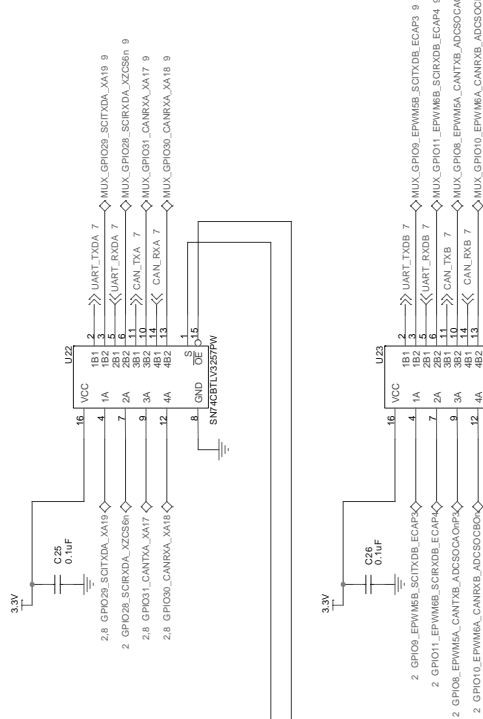 3.3V
C25
0.1uF
U22
SN74CBTLV3257PW
16
VCC
4
1A
7
2A
9
3A
12
4A
8
GND
2
1B1
3
1B2
5
2B1
6
2B2
11
3B1
10
3B2
14
4B1
13
4B2
1
S
15
OE
2,8 GPIO29_SCITXDA_XA19
2 GPIO28_SCIRXDA_XZCS6n
2,8 GPIO31_CANTXA_XA17
2,8 GPIO30_CANRXA_XA18
UART_TXDA 7
MUX_GPIO29_SCITXDA_XA19 9
UART_RXDA 7
MUX_GPIO28_SCIRXDA_XZCS6n 9
CAN_TXA 7
MUX_GPIO31_CANRXA_XA17 9
CAN_RXA 7
MUX_GPIO30_CANRXA_XA18 9
3.3V
C26
0.1uF
U23
16
VCC
4
1A
7
2A
9
3A
12
4A
2
1B1
3
1B2
5
2B1
6
2B2
11
3B1
10
3B2
14
4B1
13
4B2
2 GPIO9_EPWM5B_SCITXDB_ECAP3
2 GPIO11_EPWM6B_SCIRXDB_ECAP4
2 GPIO8_EPWM5A_CANTXB_ADCSOCAOnP3
2 GPIO10_EPWM6A_CANRXB_ADCSOCBOn
UART_TXDB 7
MUX_GPIO9_EPWM5B_SCITXDB_ECAP3 9
UART_RXDB 7
MUX_GPIO11_EPWM6B_SCIRXDB_ECAP4 9
CAN_TXB 7
MUX_GPIO8_EPWM5A_CANTXB_ADCSOCAO
CAN_RXB 7
MUX_GPIO10_EPWM6A_CANRXB_ADCSOC